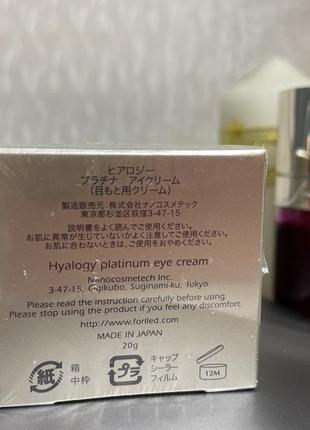 ヒアロジー
プラチナ アイクリーム
(目もと用クリーム)
製造販売元：株式会社ナノコスメテック
東京都杉並区荻窪3-47-15
説明書をよく読んでご使用ください。
お肌に異常が生じていないかよく注意してご使用ください。
お肌に合わないときは、ご使用をおやめください。
Hyalogy platinum eye cream
Nanocosmetech Inc.
3-47-15, Ogikubo, Suginami-ku, Tokyo
Please read the instruction carefully before using.
Please stop using the product if you feel any discomfort.
http://www.forlled.com
MADE IN JAPAN
20g
紙 箱
中枠
プラ キャップ
シーラー
フィルム
12M